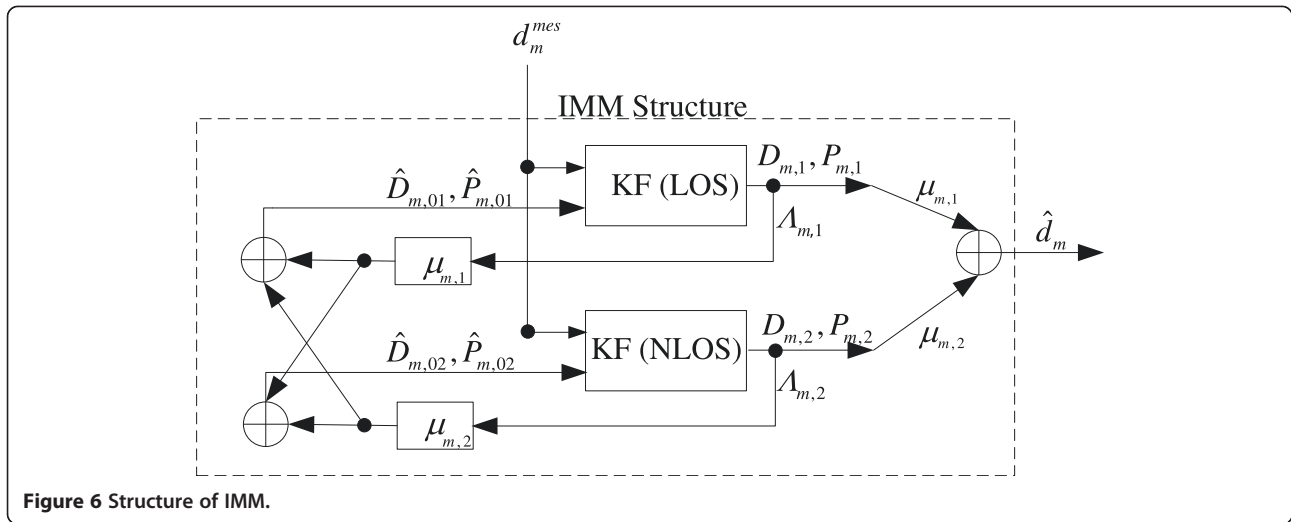 d_m^{mes}
IMM Structure
KF (LOS)
D_{m,1}, P_{m,1}
μ_{m,1}
\hat{D}_{m,01}, \hat{P}_{m,01}
Λ_{m,1}
\hat{d}_m
μ_{m,1}
KF (NLOS)
D_{m,2}, P_{m,2}
μ_{m,2}
\hat{D}_{m,02}, \hat{P}_{m,02}
Λ_{m,2}
μ_{m,2}
Figure 6 Structure of IMM.